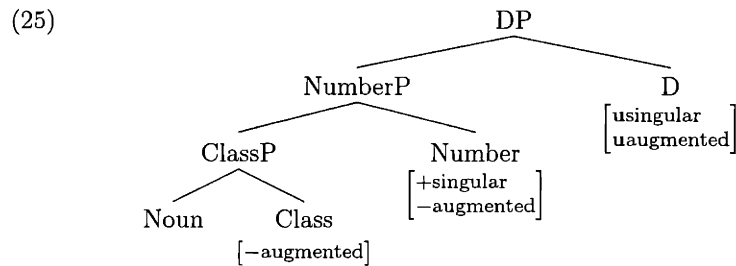 (25)
DP
NumberP D
[usingular
uaugmented]
ClassP Number
[+singular
−augmented]
Noun Class
[−augmented]